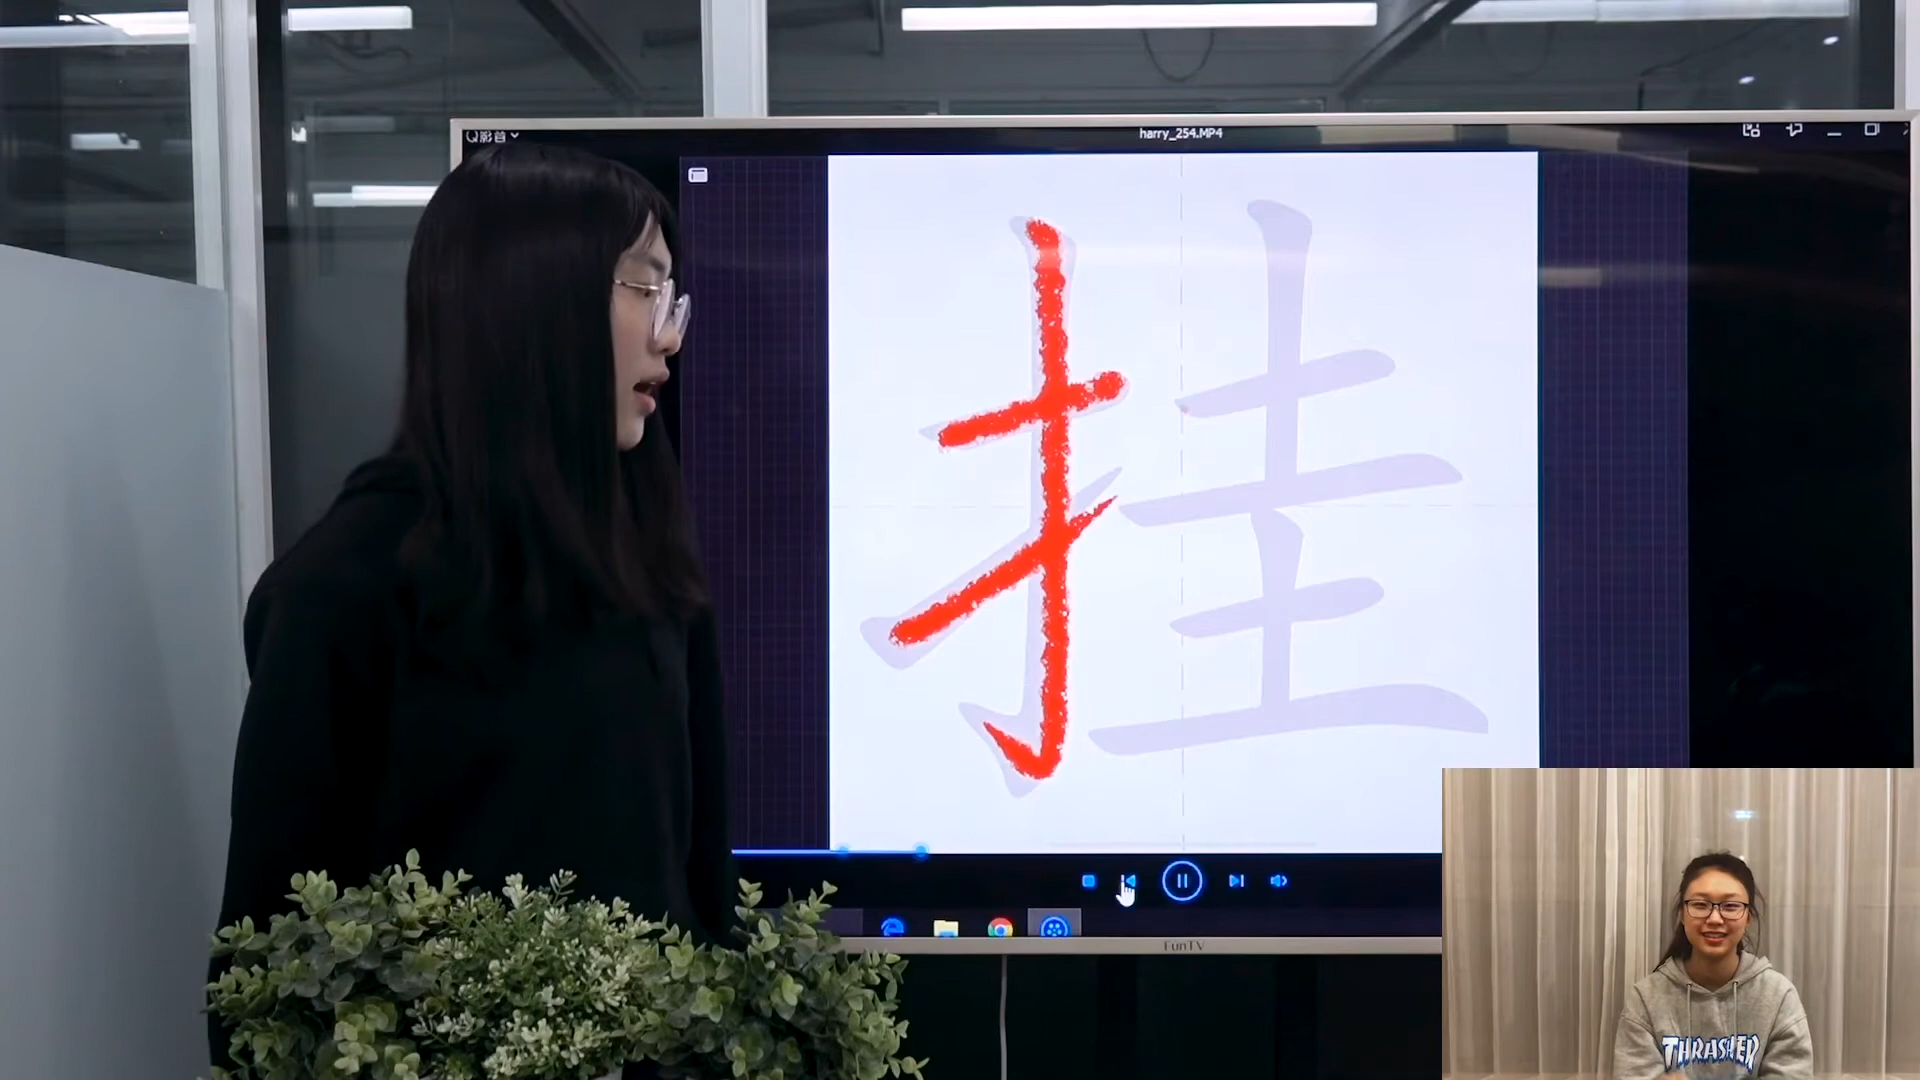 Q影音
harry_254.MP4
挂
FunTV
THRASHER